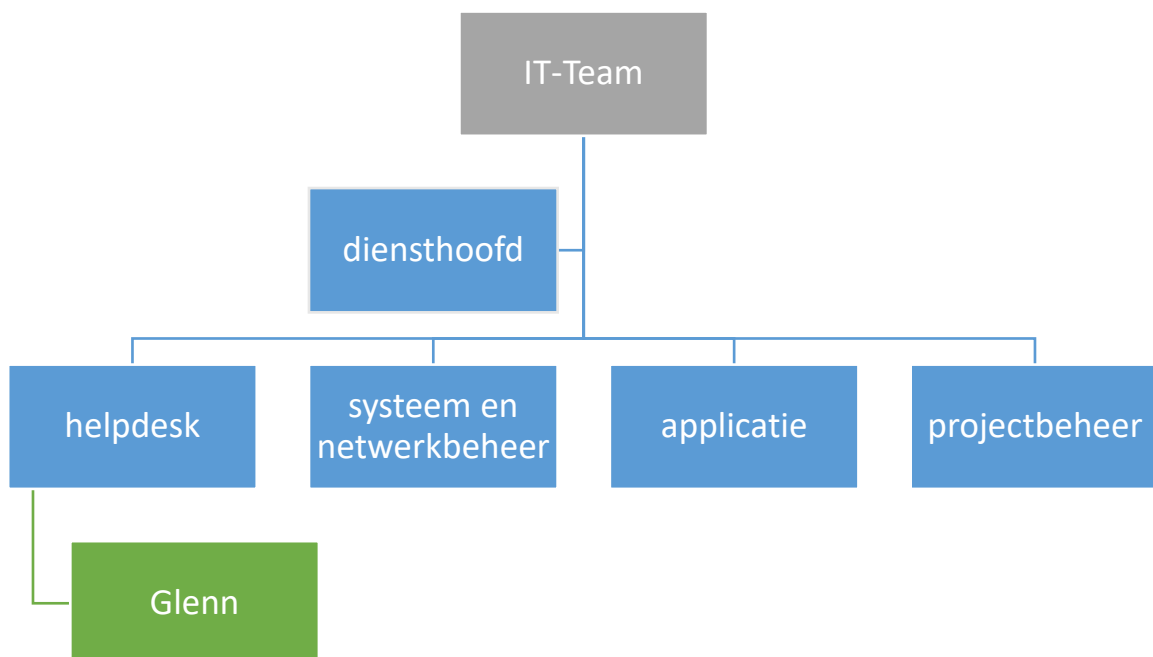 IT-Team
diensthoofd
helpdesk
systeem en
netwerkbeheer
applicatie
projectbeheer
Glenn